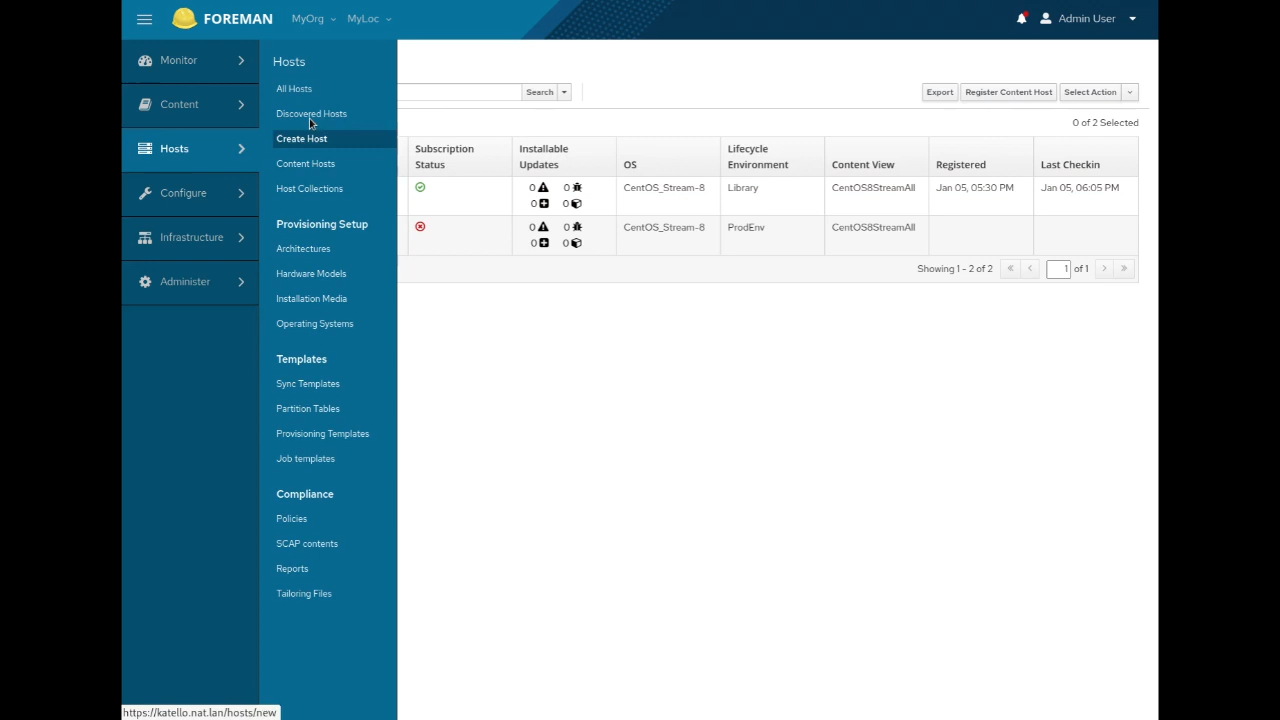 FOREMAN
MyOrg
MyLoc
Admin User
Monitor
Content
Hosts
Configure
Infrastructure
Administer
Hosts
All Hosts
Discovered Hosts
Create Host
Content Hosts
Host Collections
Provisioning Setup
Architectures
Hardware Models
Installation Media
Operating Systems
Templates
Sync Templates
Partition Tables
Provisioning Templates
Job templates
Compliance
Policies
SCAP contents
Reports
Tailoring Files
Search
Export
Register Content Host
Select Action
0 of 2 Selected
Subscription Status
Installable Updates
OS
Lifecycle Environment
Content View
Registered
Last Checkin
0 0 CentOS_Stream-8 Library CentOS8StreamAll Jan 05, 05:30 PM Jan 05, 06:05 PM
0 0
0 0 CentOS_Stream-8 ProdEnv CentOS8StreamAll
0 0
Showing 1 - 2 of 2 « ‹ 1 of 1 › »
https://katello.nat.lan/hosts/new